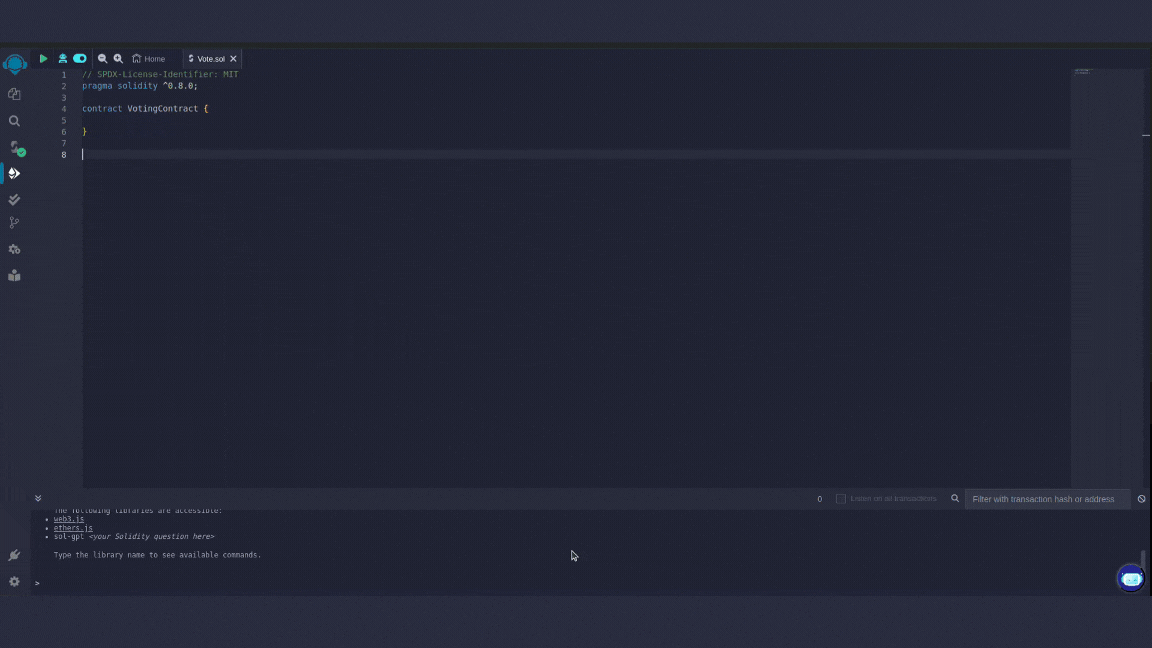 Home
Vote.sol
1 // SPDX-License-Identifier: MIT
2 pragma solidity ^0.8.0;
3
4 contract VotingContract {
5
6 }
7
8
0
Listen on all transactions
Filter with transaction hash or address
The following libraries are accessible:
• web3.js
• ethers.js
• sol-gpt <your Solidity question here>
Type the library name to see available commands.
>